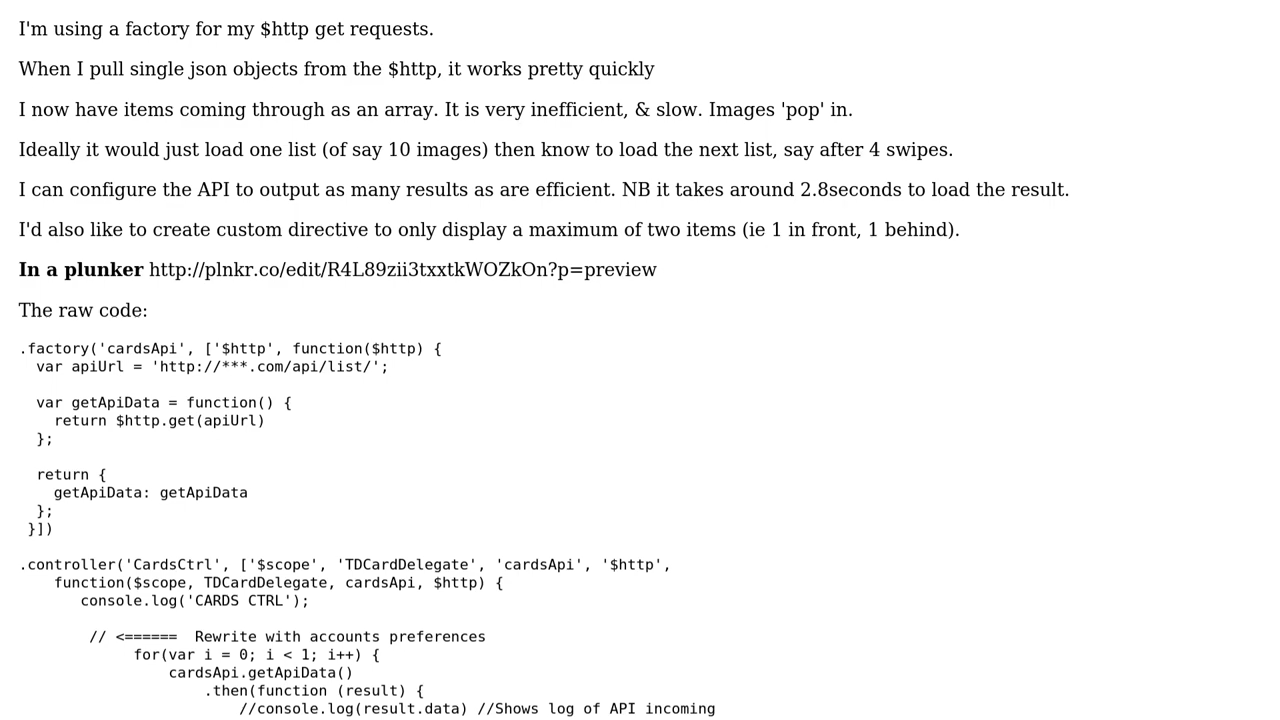 I'm using a factory for my $http get requests.
When I pull single json objects from the $http, it works pretty quickly
I now have items coming through as an array. It is very inefficient, & slow. Images 'pop' in.
Ideally it would just load one list (of say 10 images) then know to load the next list, say after 4 swipes.
I can configure the API to output as many results as are efficient. NB it takes around 2.8seconds to load the result.
I'd also like to create custom directive to only display a maximum of two items (ie 1 in front, 1 behind).
In a plunker http://plnkr.co/edit/R4L89zii3txxtkWOZkOn?p=preview
The raw code:
.factory('cardsApi', ['$http', function($http) {
  var apiUrl = 'http://***.com/api/list/';

  var getApiData = function() {
    return $http.get(apiUrl)
  };

  return {
    getApiData: getApiData
  };
 }])

.controller('CardsCtrl', ['$scope', 'TDCardDelegate', 'cardsApi', '$http',
    function($scope, TDCardDelegate, cardsApi, $http) {
       console.log('CARDS CTRL');

        // <======  Rewrite with accounts preferences
             for(var i = 0; i < 1; i++) {
                 cardsApi.getApiData()
                     .then(function (result) {
                         //console.log(result.data) //Shows log of API incoming